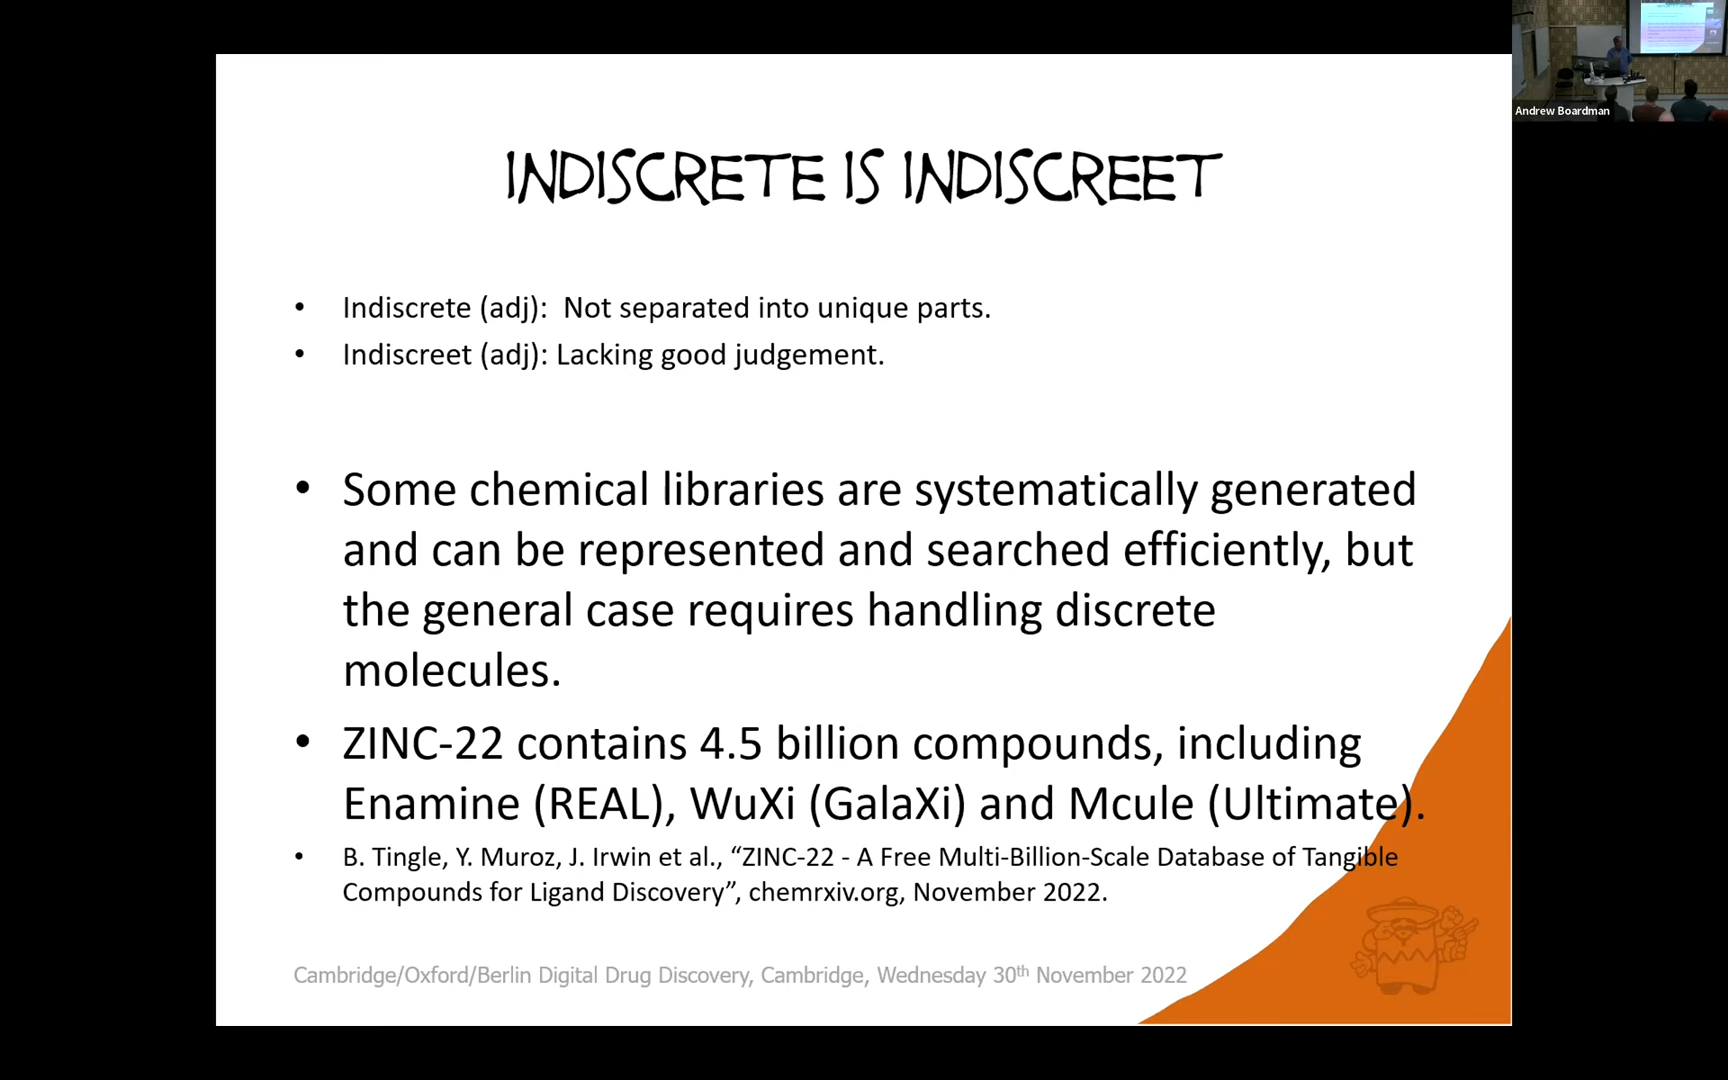 Andrew Boardman
INDISCRETE IS INDISCREET
• Indiscrete (adj):  Not separated into unique parts.
• Indiscreet (adj): Lacking good judgement.
• Some chemical libraries are systematically generated
and can be represented and searched efficiently, but
the general case requires handling discrete
molecules.
• ZINC-22 contains 4.5 billion compounds, including
Enamine (REAL), WuXi (GalaXi) and Mcule (Ultimate).
• B. Tingle, Y. Muroz, J. Irwin et al., “ZINC-22 - A Free Multi-Billion-Scale Database of Tangible
Compounds for Ligand Discovery”, chemrxiv.org, November 2022.
Cambridge/Oxford/Berlin Digital Drug Discovery, Cambridge, Wednesday 30th November 2022